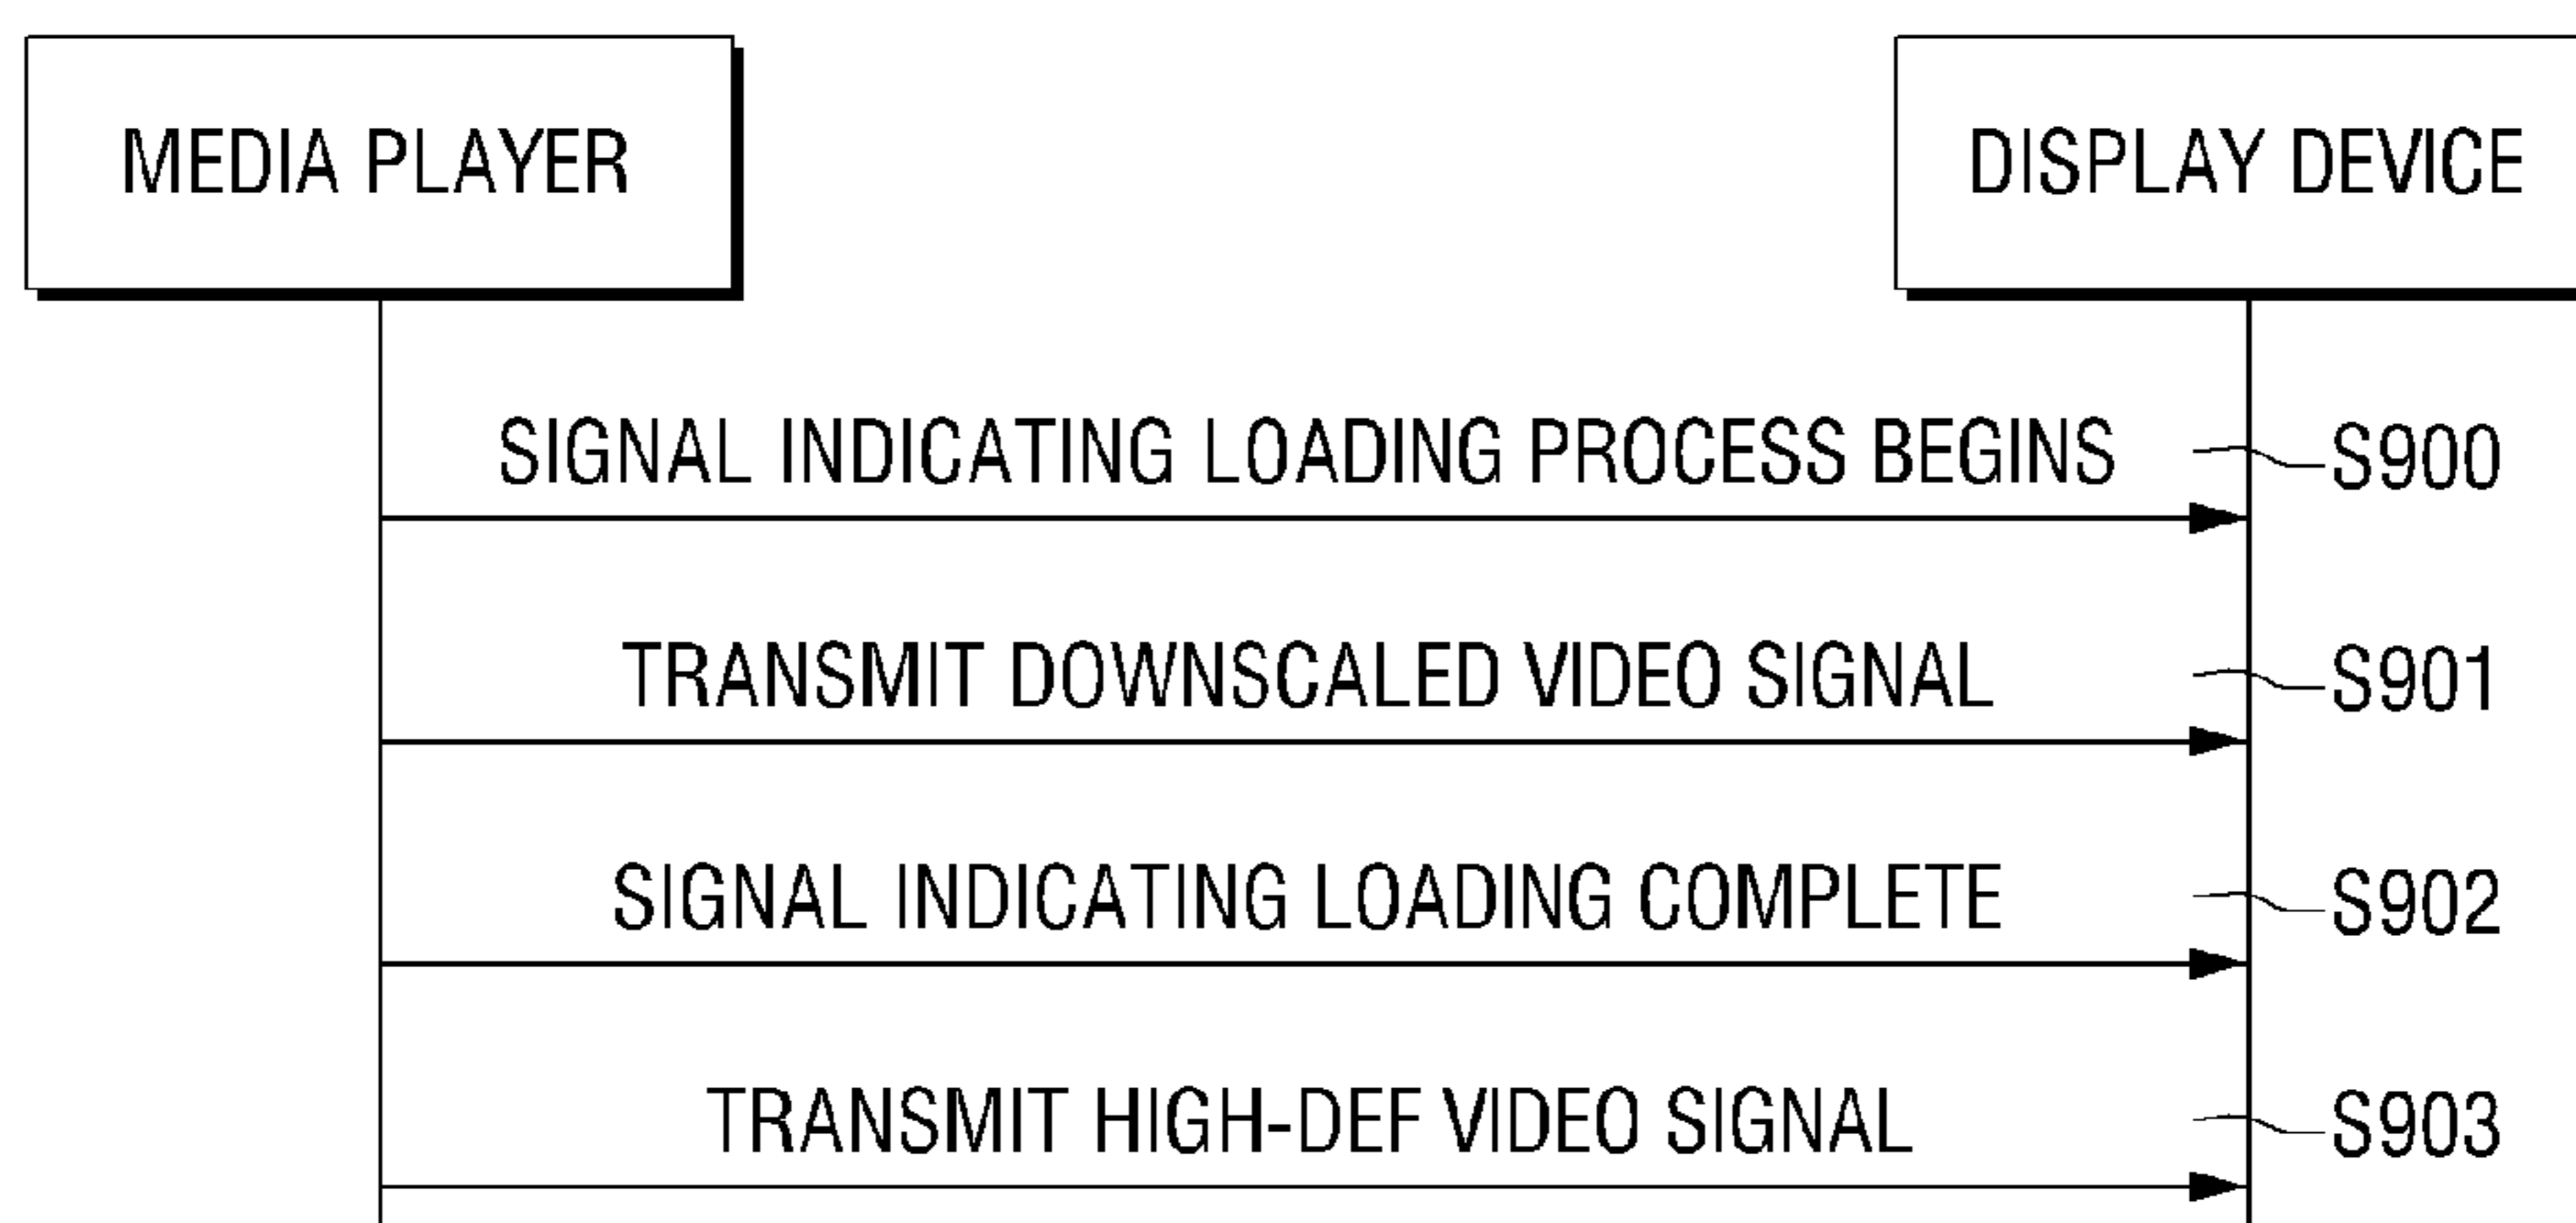 MEDIA PLAYER
DISPLAY DEVICE
SIGNAL INDICATING LOADING PROCESS BEGINS
S900
TRANSMIT DOWNSCALED VIDEO SIGNAL
S901
SIGNAL INDICATING LOADING COMPLETE
S902
TRANSMIT HIGH-DEF VIDEO SIGNAL
S903